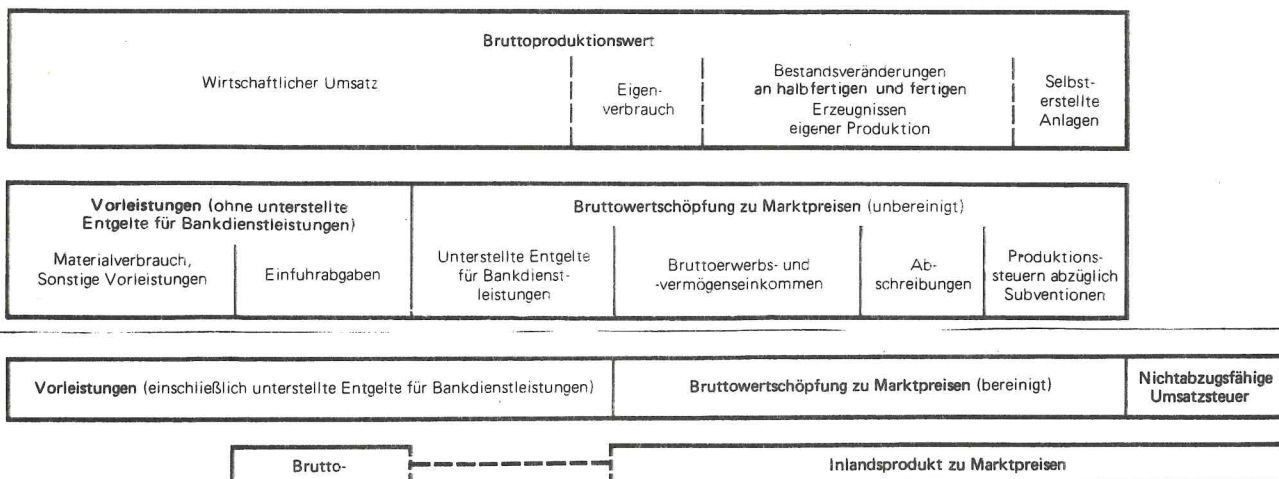 Bruttoproduktionswert
Wirtschaftlicher Umsatz
Eigen-
verbrauch
Bestandsveränderungen
an halbfertigen und fertigen
Erzeugnissen
eigener Produktion
Selbst-
erstellte
Anlagen
Vorleistungen (ohne unterstellte
Entgelte für Bankdienstleistungen)
Bruttowertschöpfung zu Marktpreisen (unbereinigt)
Materialverbrauch,
Sonstige Vorleistungen
Einfuhrabgaben
Unterstellte Entgelte
für Bankdienst-
leistungen
Bruttoerwerbs- und
-vermögenseinkommen
Ab-
schreibungen
Produktions-
steuern abzüglich
Subventionen
Vorleistungen (einschließlich unterstellte Entgelte für Bankdienstleistungen)
Bruttowertschöpfung zu Marktpreisen (bereinigt)
Nichtabzugsfähige
Umsatzsteuer
Brutto-
Inlandsprodukt zu Marktpreisen